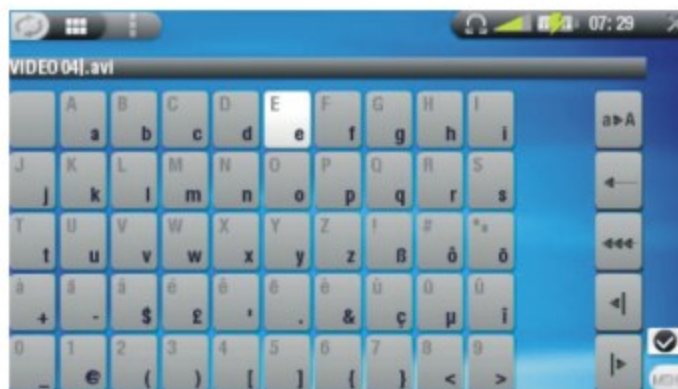 07:29
VIDEO 04|.avi
A a B b C c D d E e F f G g H h I i a▸A
J j K k L l M m N n O o P p Q q R r S s
T t U u V v W w X x Y y Z z ! ß # ô ō
+ - $ £ ' . & ç µ î
0 _ 1 € 2 ( 3 ) 4 [ 5 ] 6 { 7 } 8 < 9 >